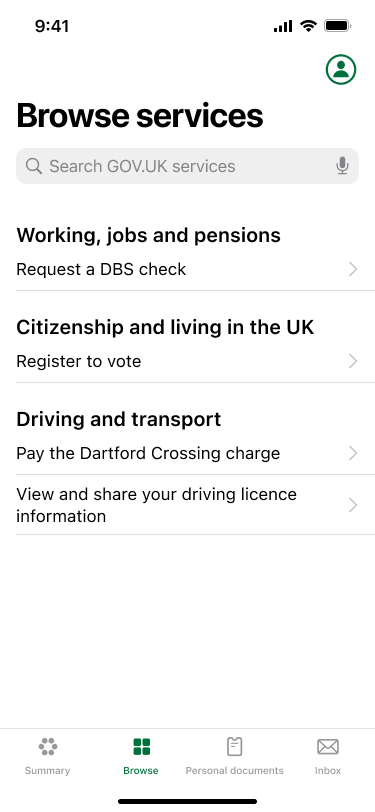 9:41
Browse services
Search GOV.UK services
Working, jobs and pensions
Request a DBS check
Citizenship and living in the UK
Register to vote
Driving and transport
Pay the Dartford Crossing charge
View and share your driving licence
information
Summary
Browse
Personal documents
Inbox